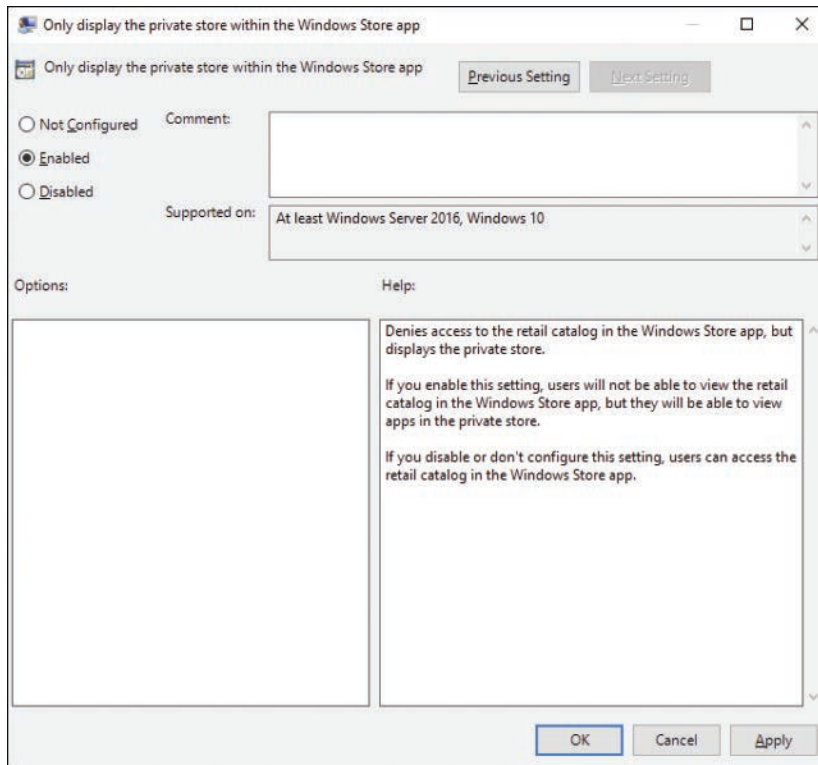 Only display the private store within the Windows Store app
Only display the private store within the Windows Store app
Previous Setting
Next Setting
Not Configured
Comment:
Enabled
Disabled
Supported on:
At least Windows Server 2016, Windows 10
Options:
Help:
Denies access to the retail catalog in the Windows Store app, but
displays the private store.
If you enable this setting, users will not be able to view the retail
catalog in the Windows Store app, but they will be able to view
apps in the private store.
If you disable or don't configure this setting, users can access the
retail catalog in the Windows Store app.
OK
Cancel
Apply